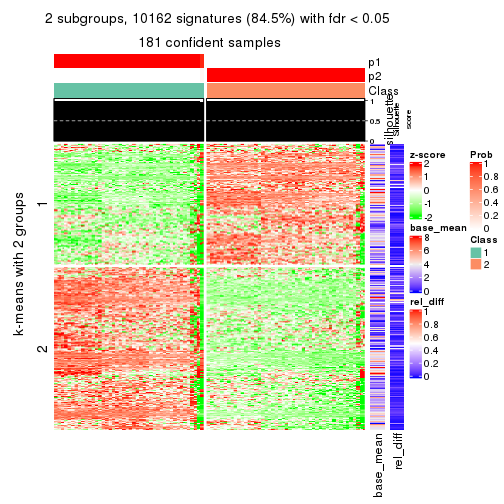 2 subgroups, 10162 signatures (84.5%) with fdr < 0.05
181 confident samples
p1
p2
Class
silhouette
Silhouette
score
1
0.5
0
k-means with 2 groups
1
2
base_mean
rel_diff
z-score
2
1
0
-1
-2
base_mean
8
6
4
2
0
rel_diff
1
0.8
0.6
0.4
0.2
0
Prob
1
0.8
0.6
0.4
0.2
0
Class
1
2